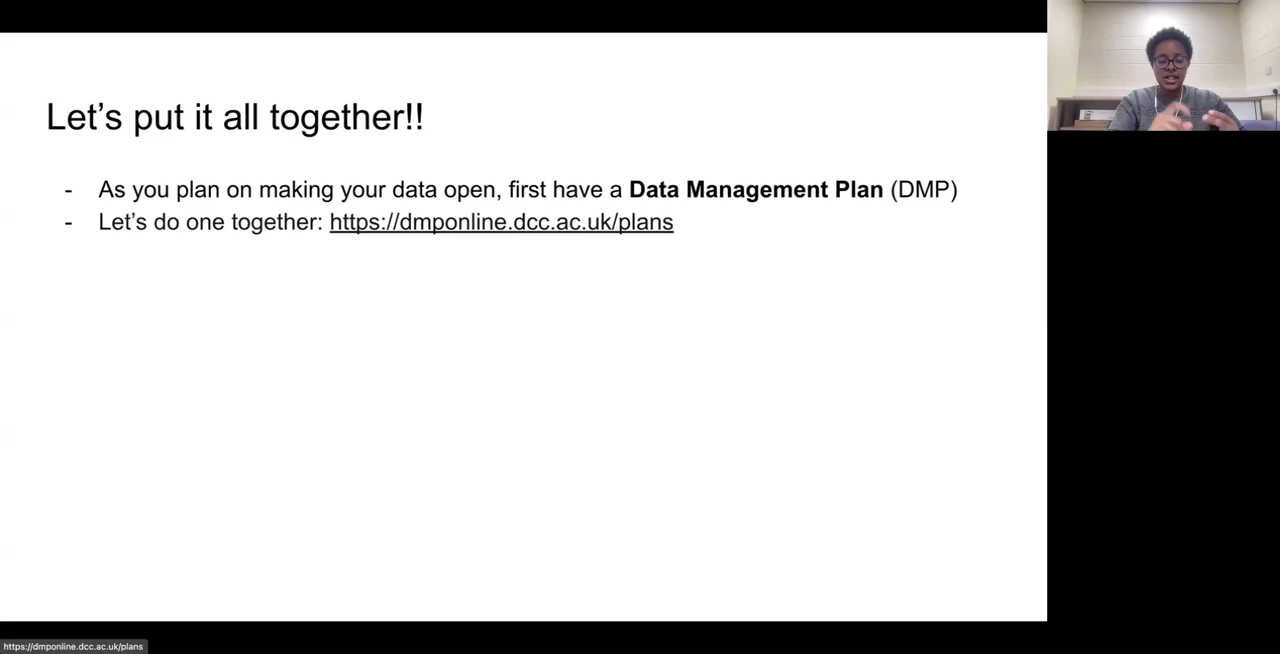 Let’s put it all together!!
- As you plan on making your data open, first have a Data Management Plan (DMP)
- Let’s do one together: https://dmponline.dcc.ac.uk/plans
https://dmponline.dcc.ac.uk/plans